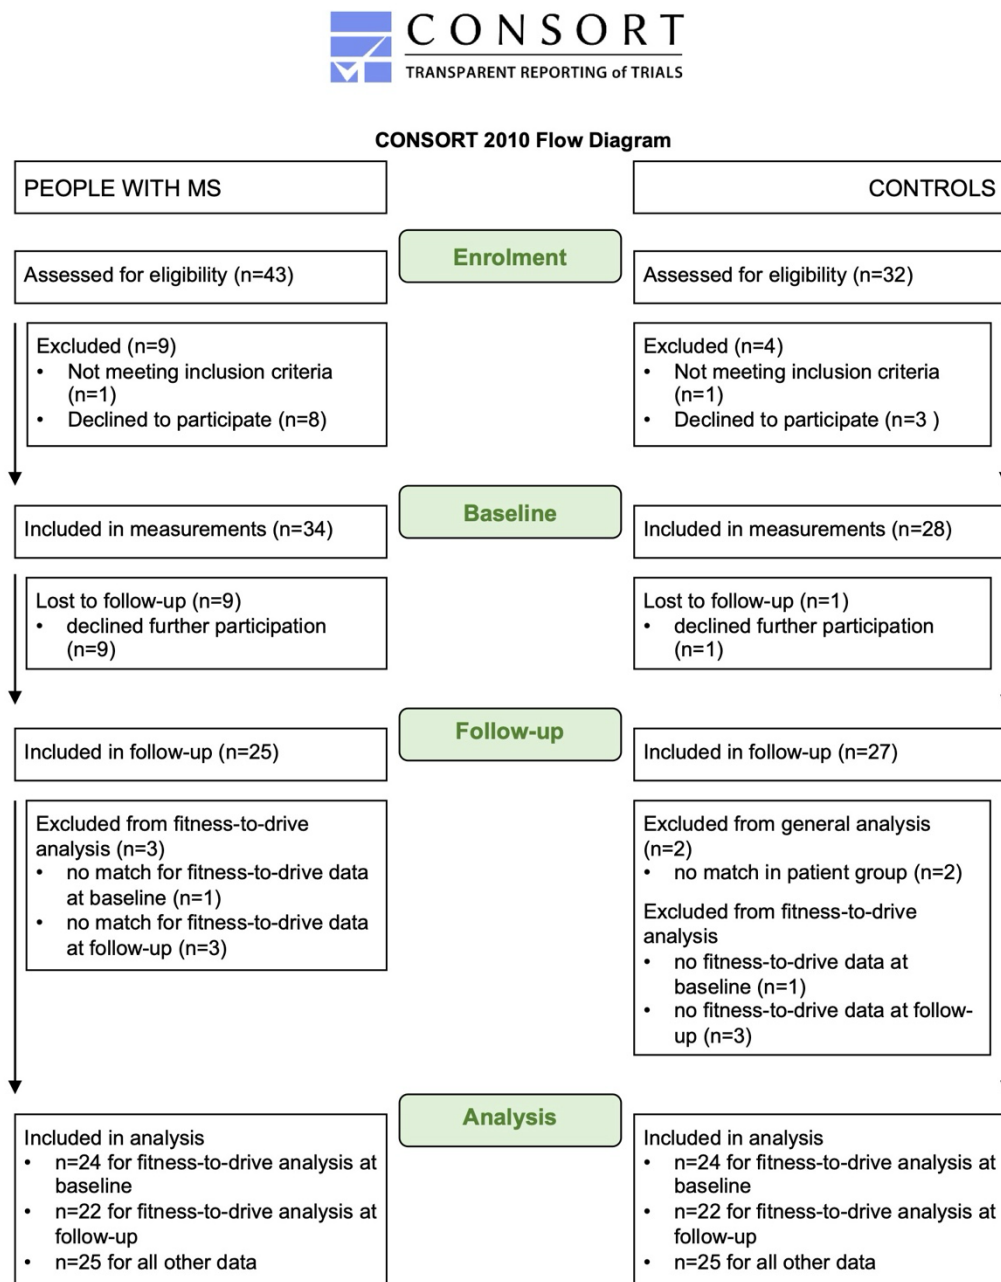 CONSORT
TRANSPARENT REPORTING of TRIALS
CONSORT 2010 Flow Diagram
PEOPLE WITH MS
CONTROLS
Enrolment
Assessed for eligibility (n=43)
Assessed for eligibility (n=32)
Excluded (n=9)
• Not meeting inclusion criteria
(n=1)
• Declined to participate (n=8)
Excluded (n=4)
• Not meeting inclusion criteria
(n=1)
• Declined to participate (n=3 )
Baseline
Included in measurements (n=34)
Included in measurements (n=28)
Lost to follow-up (n=9)
• declined further participation
(n=9)
Lost to follow-up (n=1)
• declined further participation
(n=1)
Follow-up
Included in follow-up (n=25)
Included in follow-up (n=27)
Excluded from fitness-to-drive
analysis (n=3)
• no match for fitness-to-drive data
at baseline (n=1)
• no match for fitness-to-drive data
at follow-up (n=3)
Excluded from general analysis
(n=2)
• no match in patient group (n=2)
Excluded from fitness-to-drive
analysis
• no fitness-to-drive data at
baseline (n=1)
• no fitness-to-drive data at follow-
up (n=3)
Analysis
Included in analysis
• n=24 for fitness-to-drive analysis at
baseline
• n=22 for fitness-to-drive analysis at
follow-up
• n=25 for all other data
Included in analysis
• n=24 for fitness-to-drive analysis at
baseline
• n=22 for fitness-to-drive analysis at
follow-up
• n=25 for all other data